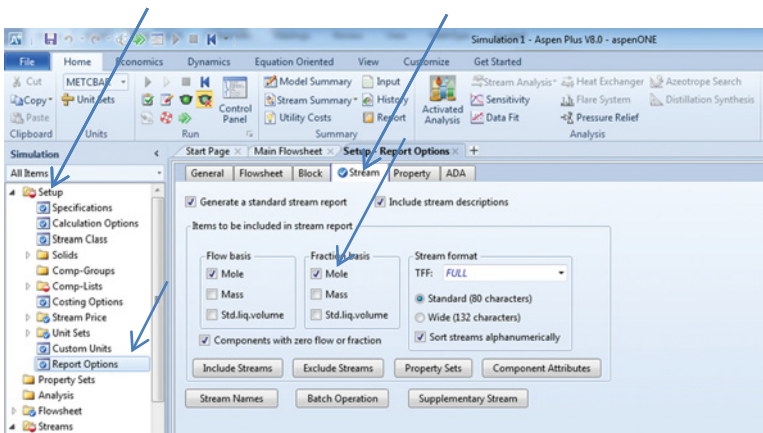 Simulation 1 - Aspen Plus V8.0 - aspenONE
File Home Economics Dynamics Equation Oriented View Customize Get Started
Cut METCBAR Model Summary Input Stream Analysis Heat Exchanger Azeotrope Search
Copy Unit Sets Control Panel Stream Summary History Activated Analysis Sensitivity Flare System Distillation Synthesis
Paste Utility Costs Report Data Fit Pressure Relief
Clipboard Units Run Summary Analysis
Simulation < Start Page Main Flowsheet Setup - Report Options +
All Items General Flowsheet Block Stream Property ADA
Setup
Specifications
Calculation Options
Stream Class
Solids
Comp-Groups
Comp-Lists
Costing Options
Stream Price
Unit Sets
Custom Units
Report Options
Property Sets
Analysis
Flowsheet
Streams
Generate a standard stream report Include stream descriptions
Items to be included in stream report
Flow basis Fraction basis Stream format
Mole Mole TFF: FULL
Mass Mass Standard (80 characters)
Std.liq.volume Std.liq.volume Wide (132 characters)
Components with zero flow or fraction Sort streams alphanumerically
Include Streams Exclude Streams Property Sets Component Attributes
Stream Names Batch Operation Supplementary Stream